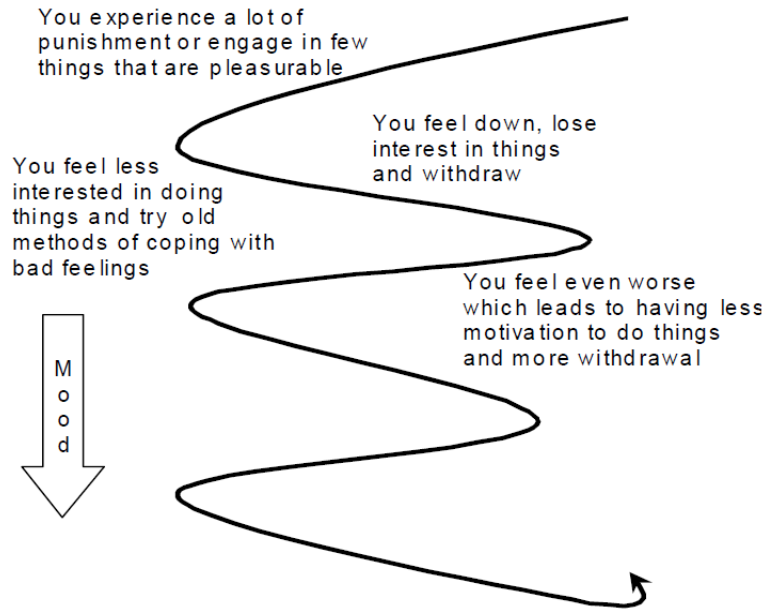 You experience a lot of
punishment or engage in few
things that are pleasurable
You feel down, lose
interest in things
and withdraw
You feel less
interested in doing
things and try old
methods of coping with
bad feelings
You feel even worse
which leads to having less
motivation to do things
and more withdrawal
M
o
o
d